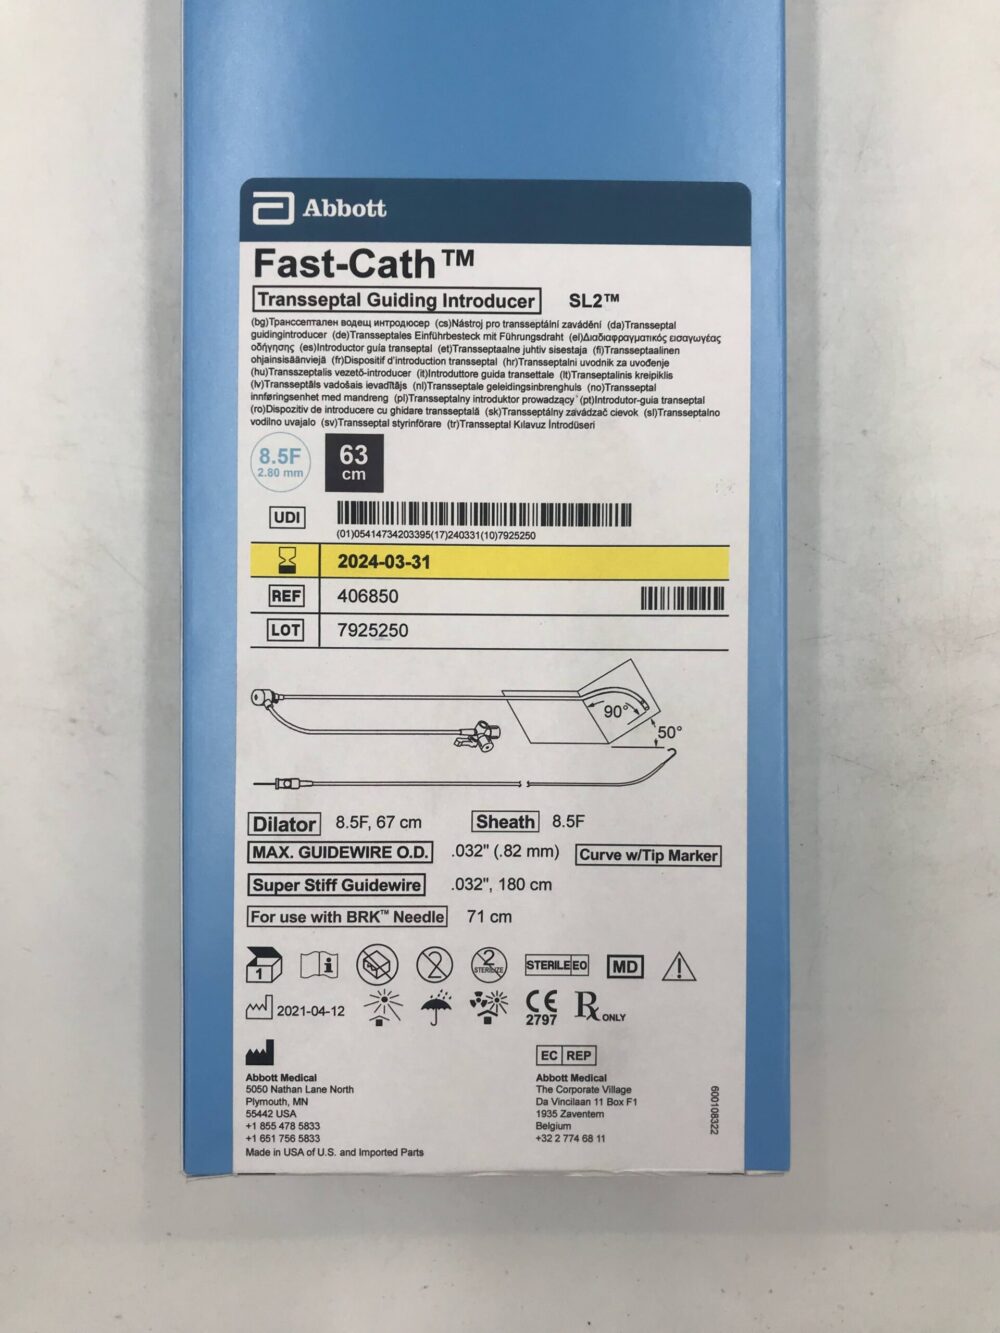 Abbott
Fast-Cath™
Transseptal Guiding Introducer SL2™
(bg)Транссептален водещ интродюсер (cs)Nástroj pro transseptální zavádění (da)Transseptal
guidingintroducer (de)Transseptales Einführbesteck mit Führungsdraht (el)Διαδιαφραγματικός εισαγωγέας
οδήγησης (es)Introductor guía transeptal (et)Transseptaalne juhtiv sisestaja (fi)Transseptaalinen
ohjainsisäänviejä (fr)Dispositif d'introduction transseptal (hr)Transseptalni uvodnik za uvođenje
(hu)Transszeptalis vezető-introducer (it)Introduttore guida transettale (lt)Transeptalinis kreipiklis
(lv)Transseptāls vadošais ievadītājs (nl)Transseptale geleidingsinbrenghuls (no)Transseptal
innføringsenhet med mandreng (pl)Transseptalny introduktor prowadzący (pt)Introdutor-guia transeptal
(ro)Dispozitiv de introducere cu ghidare transseptală (sk)Transseptálny zavádzač cievok (sl)Transseptalno
vodilno uvajalo (sv)Transseptal styrinförare (tr)Transseptal Kılavuz İntrodüseri
8.5F
2.80 mm
63
cm
UDI
(01)05414734203395(17)240331(10)7925250
2024-03-31
REF 406850
LOT 7925250
90°
50°
Dilator 8.5F, 67 cm Sheath 8.5F
MAX. GUIDEWIRE O.D. .032" (.82 mm) Curve w/Tip Marker
Super Stiff Guidewire .032", 180 cm
For use with BRK™ Needle 71 cm
1 i 2 2 STERILIZE STERILE EO MD
2021-04-12 CE 2797 Rx ONLY
EC REP
Abbott Medical
5050 Nathan Lane North
Plymouth, MN
55442 USA
+1 855 478 5833
+1 651 756 5833
Made in USA of U.S. and Imported Parts
Abbott Medical
The Corporate Village
Da Vincilaan 11 Box F1
1935 Zaventem
Belgium
+32 2 774 68 11
600108322